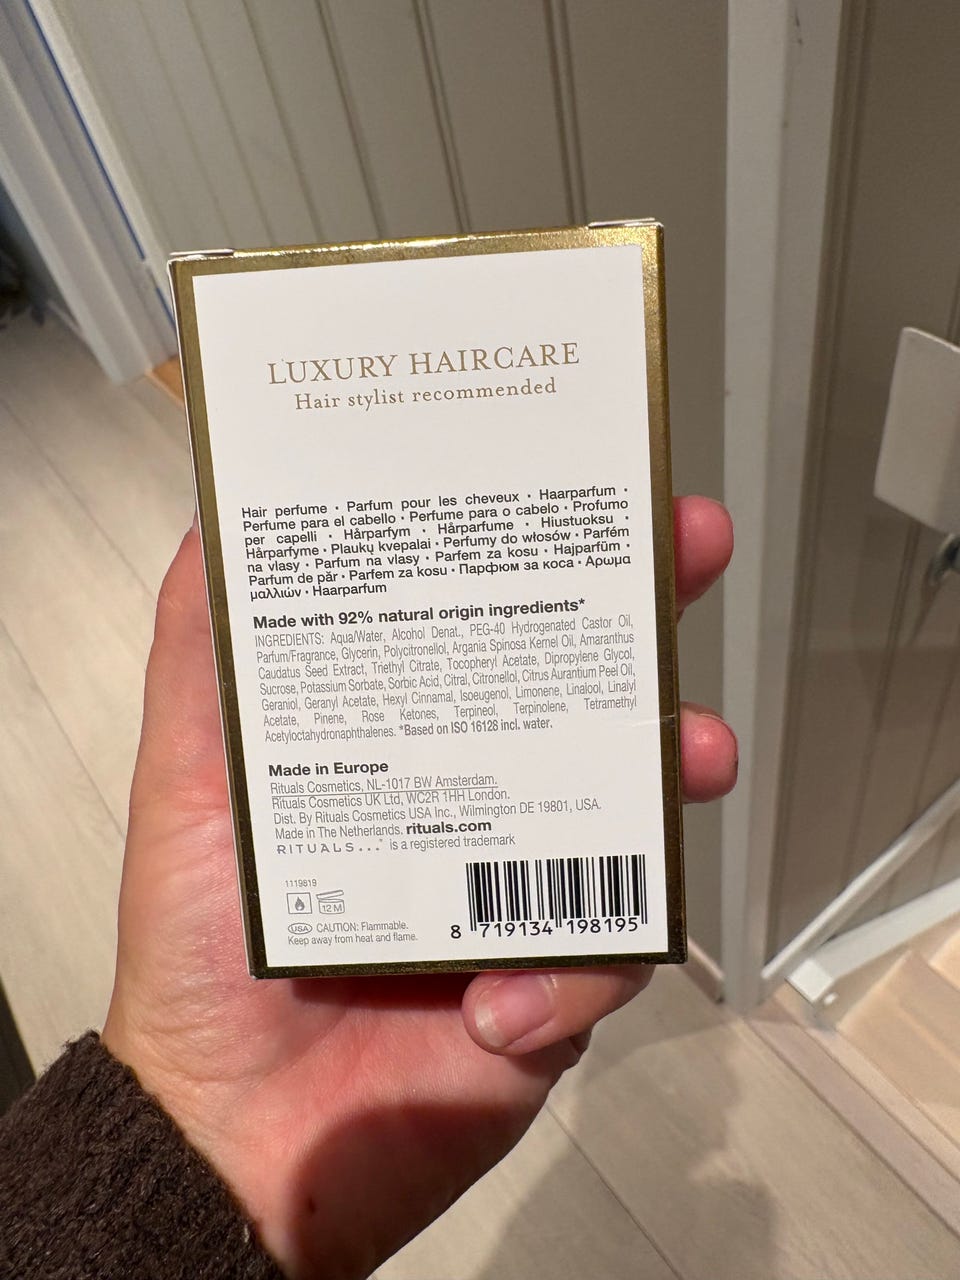 LUXURY HAIRCARE
Hair stylist recommended
Hair perfume · Parfum pour les cheveux · Haarparfum ·
Perfume para el cabello · Perfume para o cabelo · Profumo
per capelli · Hårparfym · Hårparfume · Hiustuoksu ·
Hårparfyme · Plaukų kvepalai · Perfumy do włosów · Parfém
na vlasy · Parfum na vlasy · Parfem za kosu · Hajparfüm ·
Parfum de păr · Parfem za kosu · Парфюм за коса · Αρωμα
μαλλιών · Haarparfum
Made with 92% natural origin ingredients*
INGREDIENTS: Aqua/Water, Alcohol Denat., PEG-40 Hydrogenated Castor Oil,
Parfum/Fragrance, Glycerin, Polycitronellol, Argania Spinosa Kernel Oil, Amaranthus
Caudatus Seed Extract, Triethyl Citrate, Tocopheryl Acetate, Dipropylene Glycol,
Sucrose, Potassium Sorbate, Sorbic Acid, Citral, Citronellol, Citrus Aurantium Peel Oil,
Geraniol, Geranyl Acetate, Hexyl Cinnamal, Isoeugenol, Limonene, Linalool, Linalyl
Acetate, Pinene, Rose Ketones, Terpineol, Terpinolene, Tetramethyl
Acetyloctahydronaphthalenes. *Based on ISO 16128 incl. water.
Made in Europe
Rituals Cosmetics, NL-1017 BW Amsterdam.
Rituals Cosmetics UK Ltd, WC2R 1HH London.
Dist. By Rituals Cosmetics USA Inc., Wilmington DE 19801, USA.
Made in The Netherlands. rituals.com
RITUALS...® is a registered trademark
1119819
12 M
USA CAUTION: Flammable.
Keep away from heat and flame.
8 719134 198195